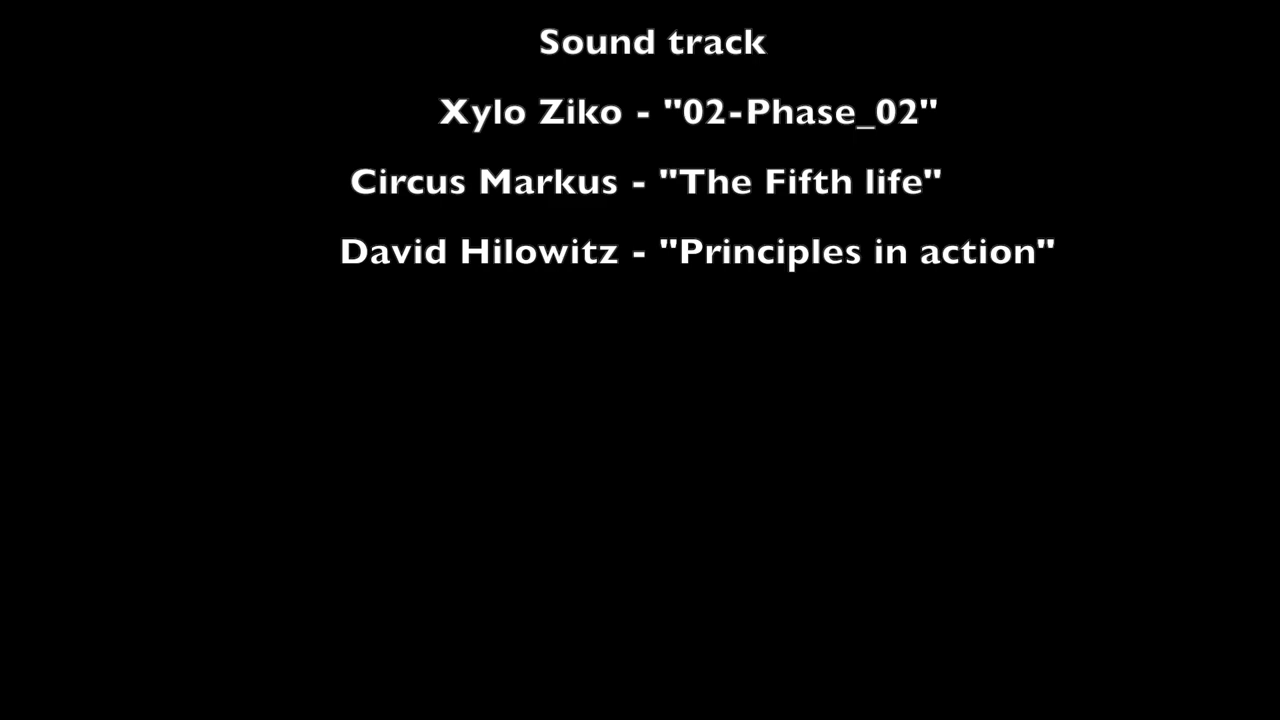 Sound track
Xylo Ziko - "02-Phase_02"
Circus Markus - "The Fifth life"
David Hilowitz - "Principles in action"